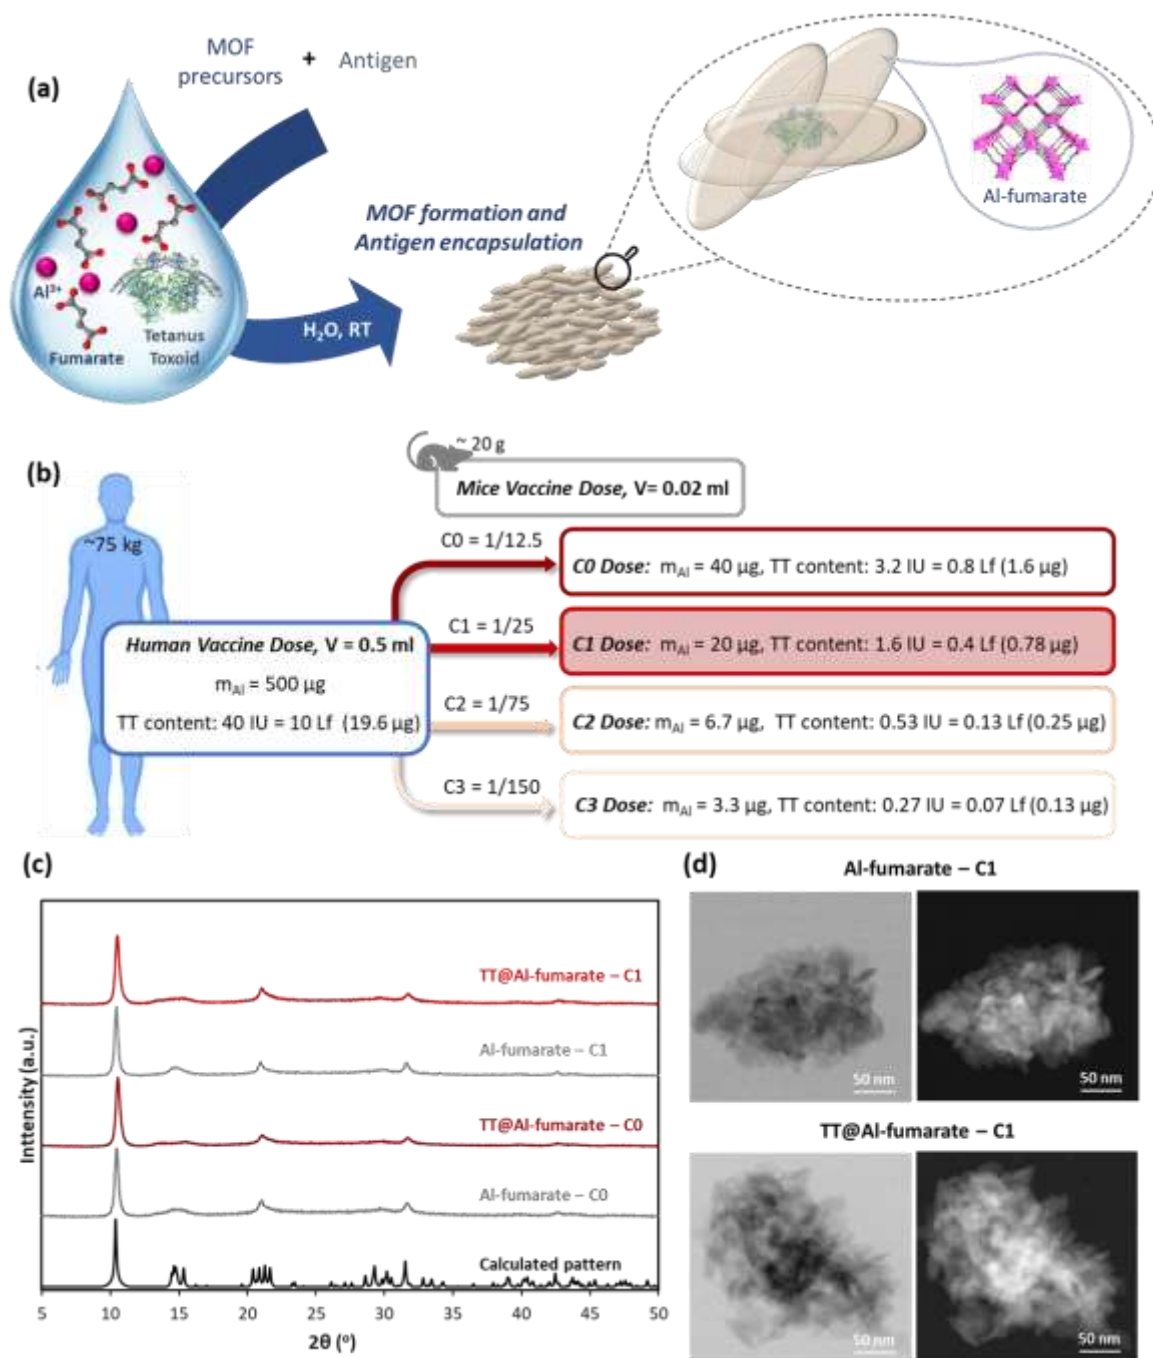 (a)
MOF
precursors
+
Antigen
Al³⁺
Fumarate
Tetanus
Toxoid
H₂O, RT
MOF formation and
Antigen encapsulation
Al-fumarate
(b)
~75 kg
~ 20 g
Mice Vaccine Dose, V= 0.02 ml
Human Vaccine Dose, V = 0.5 ml
mAl = 500 µg
TT content: 40 IU = 10 Lf (19.6 µg)
C0 = 1/12.5
C0 Dose: mAl = 40 µg, TT content: 3.2 IU = 0.8 Lf (1.6 µg)
C1 = 1/25
C1 Dose: mAl = 20 µg, TT content: 1.6 IU = 0.4 Lf (0.78 µg)
C2 = 1/75
C2 Dose: mAl = 6.7 µg, TT content: 0.53 IU = 0.13 Lf (0.25 µg)
C3 = 1/150
C3 Dose: mAl = 3.3 µg, TT content: 0.27 IU = 0.07 Lf (0.13 µg)
(c)
Inttensity (a.u.)
TT@Al-fumarate – C1
Al-fumarate – C1
TT@Al-fumarate – C0
Al-fumarate – C0
Calculated pattern
5 10 15 20 25 30 35 40 45 50
2θ (°)
(d)
Al-fumarate – C1
50 nm
50 nm
TT@Al-fumarate – C1
50 nm
50 nm